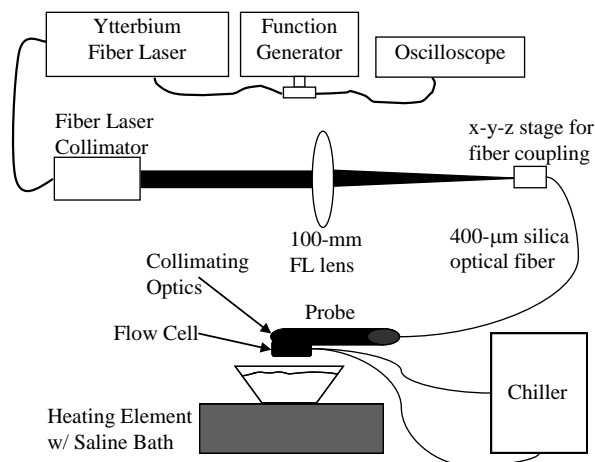 Ytterbium
Fiber Laser
Function
Generator
Oscilloscope
Fiber Laser
Collimator
x-y-z stage for
fiber coupling
100-mm
FL lens
400-µm silica
optical fiber
Collimating
Optics
Probe
Flow Cell
Chiller
Heating Element
w/ Saline Bath